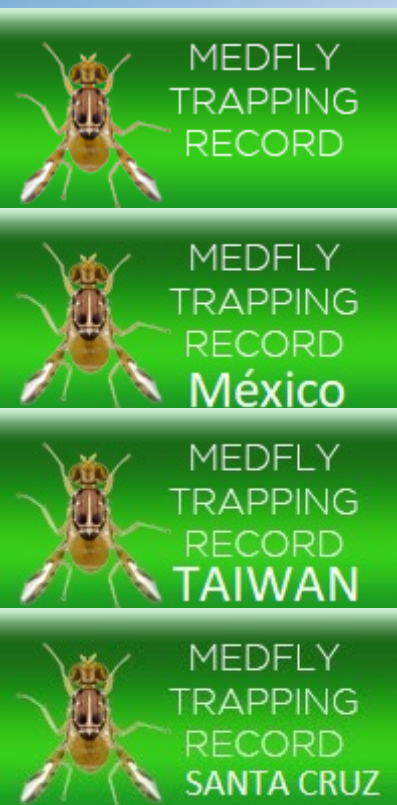 MEDFLY
TRAPPING
RECORD
MEDFLY
TRAPPING
RECORD
México
MEDFLY
TRAPPING
RECORD
TAIWAN
MEDFLY
TRAPPING
RECORD
SANTA CRUZ